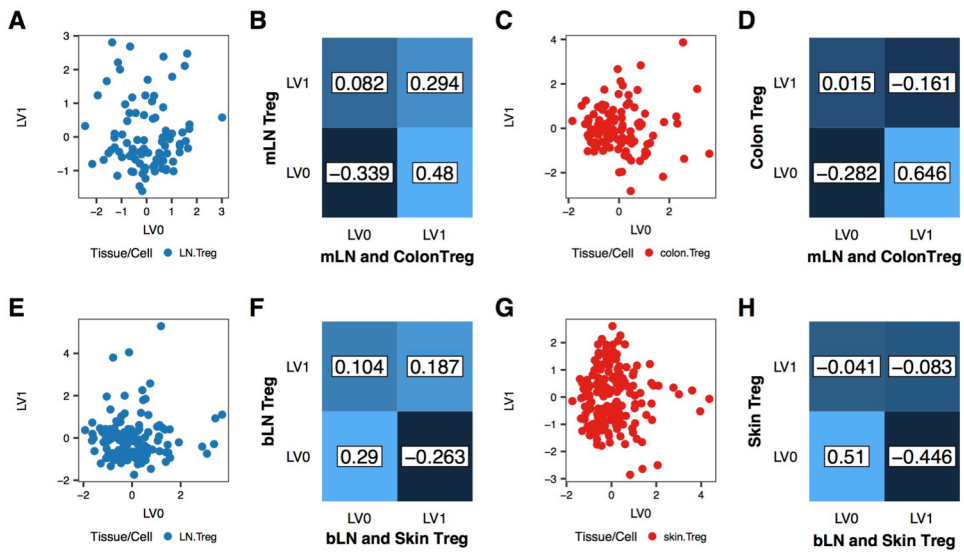 A
3
2
1
0
−1
LV1
−2
−1
0
1
2
3
LV0
Tissue/Cell LN.Treg
B
mLN Treg
LV1
LV0
0.082 0.294
−0.339 0.48
LV0 LV1
mLN and ColonTreg
C
4
2
0
−2
LV1
−2
0
2
LV0
Tissue/Cell colon.Treg
D
Colon Treg
LV1
LV0
0.015 −0.161
−0.282 0.646
LV0 LV1
mLN and ColonTreg
E
4
2
0
−2
LV1
−2
0
2
LV0
Tissue/Cell LN.Treg
F
bLN Treg
LV1
LV0
0.104 0.187
0.29 −0.263
LV0 LV1
bLN and Skin Treg
G
2
1
0
−1
−2
−3
LV1
−2
0
2
4
LV0
Tissue/Cell skin.Treg
H
Skin Treg
LV1
LV0
−0.041 −0.083
0.51 −0.446
LV0 LV1
bLN and Skin Treg